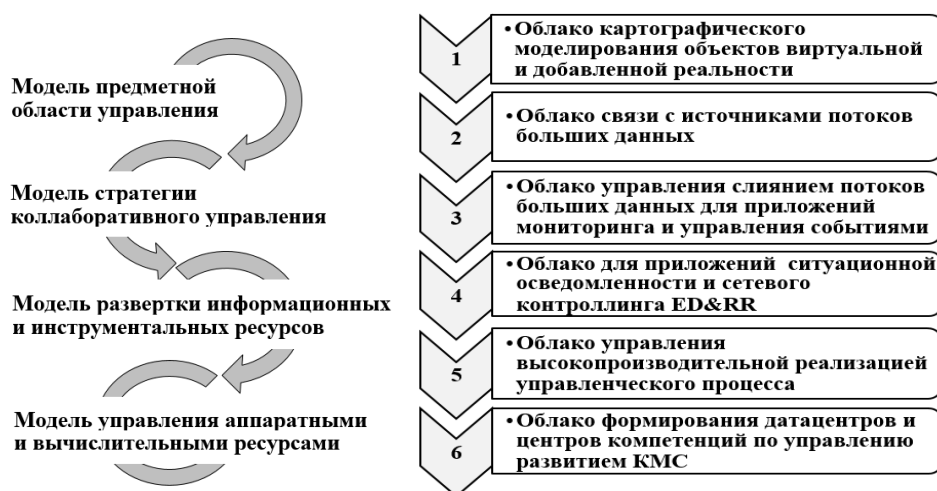 Модель предметной
области управления
Модель стратегии
коллаборативного управления
Модель развертки информационных
и инструментальных ресурсов
Модель управления аппаратными
и вычислительными ресурсами
1
•Облако картографического
моделирования объектов виртуальной
и добавленной реальности
2
•Облако связи с источниками потоков
больших данных
3
•Облако управления слиянием потоков
больших данных для приложений
мониторинга и управления событиями
4
•Облако для приложений ситуационной
осведомленности и сетевого
контроллинга ED&RR
5
•Облако управления
высокопроизводительной реализацией
управленческого процесса
6
•Облако формирования датацентров и
центров компетенций по управлению
развитием КМС